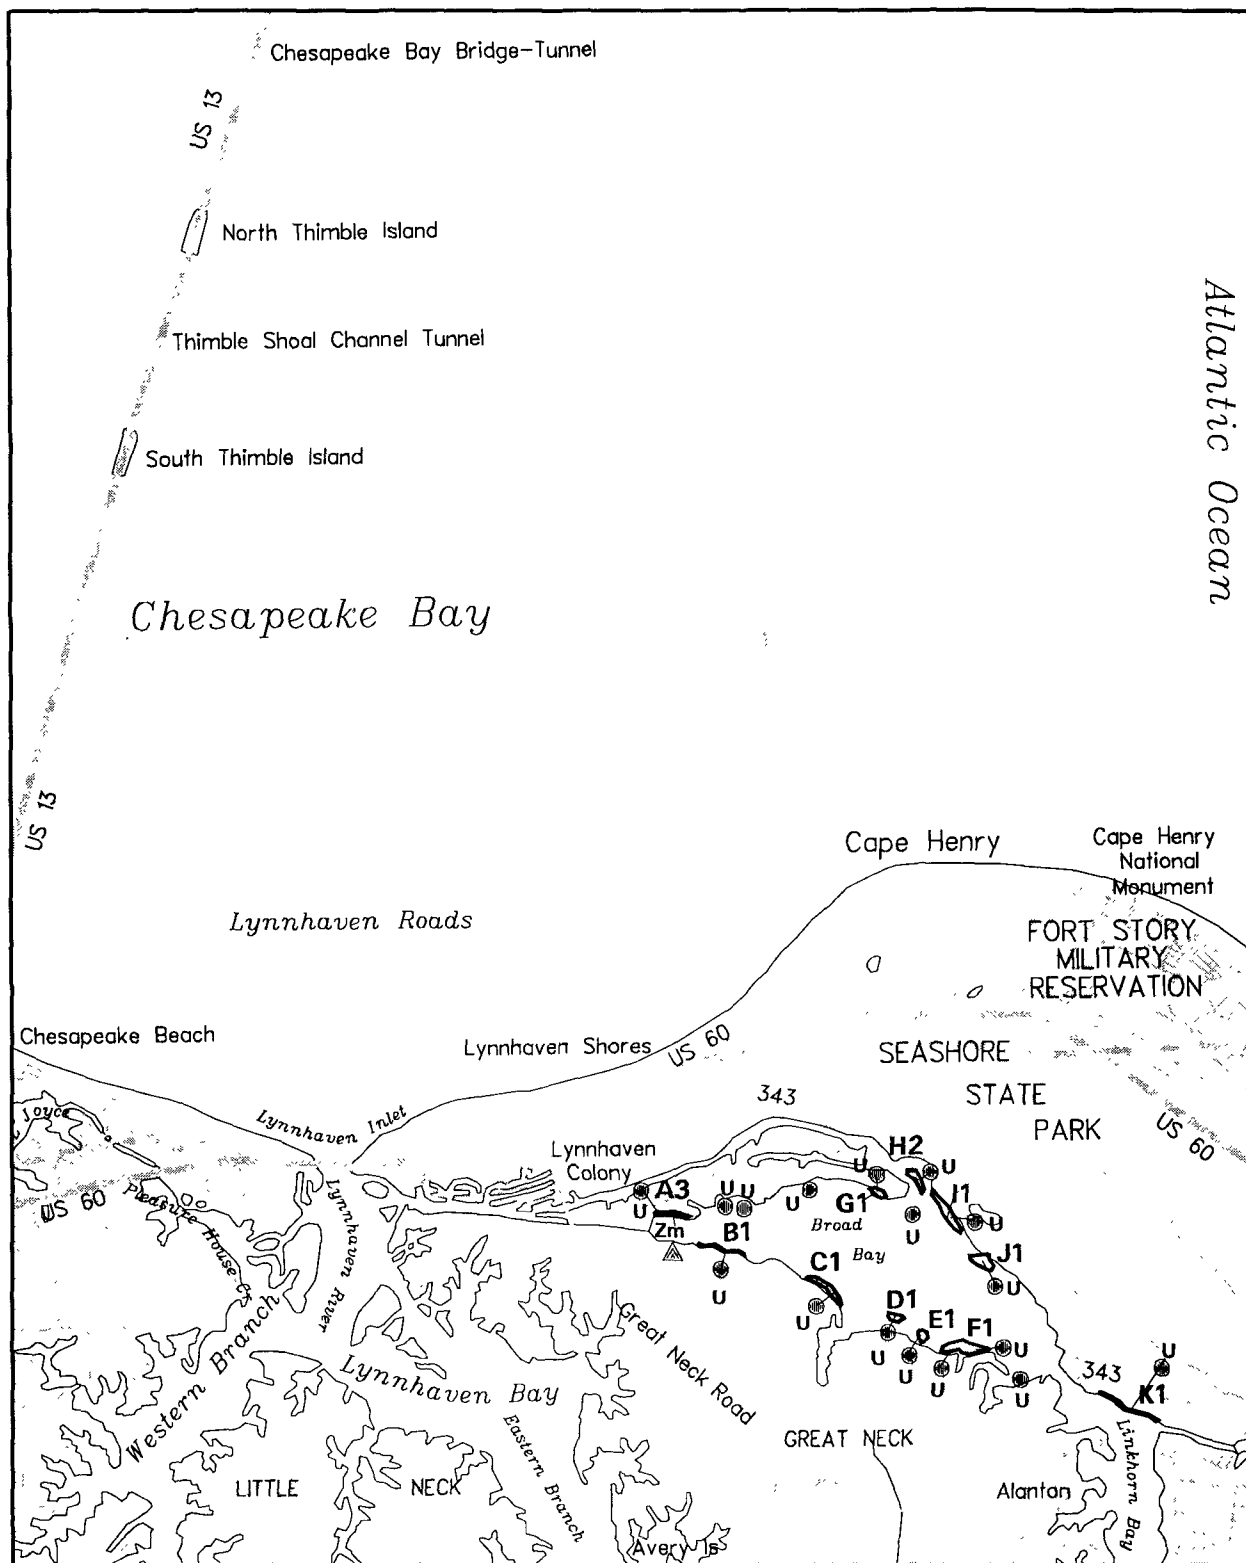 Chesapeake Bay Bridge-Tunnel
US 13
North Thimble Island
Atlantic Ocean
Thimble Shoal Channel Tunnel
South Thimble Island
Chesapeake Bay
US 13
Cape Henry
Cape Henry
National
Monument
Lynnhaven Roads
FORT STORY
MILITARY
RESERVATION
Chesapeake Beach
Lynnhaven Shores
US 60
SEASHORE
STATE
PARK
343
Joyce
Lynnhaven Inlet
US 60
Lynnhaven
Colony
H2
U
U
A3
U
U
U
U
G1
I1
U
US 60
Pleasure House Ck
Lynnhaven River
Zm
B1
Broad
Bay
U
U
J1
C1
U
U
U
D1
E1
F1
U
U
U
U
U
343
U
K1
Great Neck Road
Western Branch
Lynnhaven Bay
Eastern Branch
GREAT NECK
Linkhorn Bay
LITTLE
NECK
Alanton
Avery Is